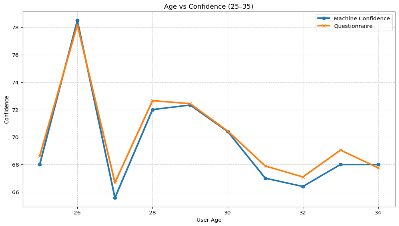 Age vs Confidence (25–35)
Machine Confidence
Questionnaire
78
76
74
72
70
68
66
Confidence
26
28
30
32
34
User Age